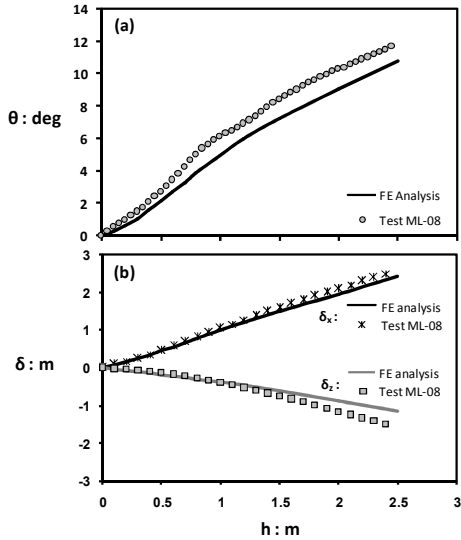 14
(a)
12
10
θ : deg
8
6
4
FE Analysis
2
Test ML-08
0
3
(b)
2
FE analysis
1
δx :
Test ML-08
δ : m
0
FE analysis
δz :
-1
Test ML-08
-2
-3
0 0.5 1 1.5 2 2.5 3
h : m